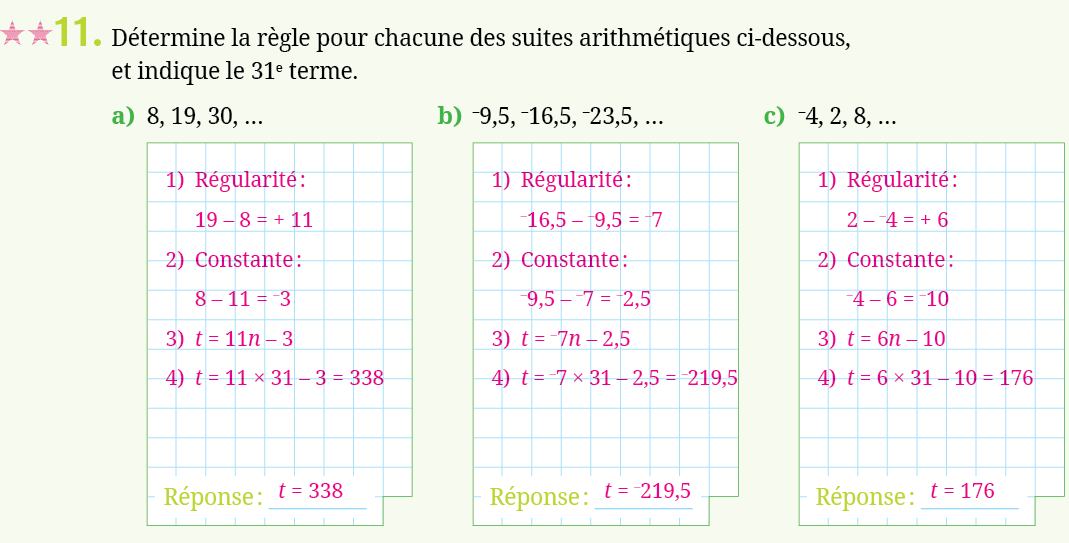 ★★11. Détermine la règle pour chacune des suites arithmétiques ci-dessous,
et indique le 31ᵉ terme.
a) 8, 19, 30, …
1) Régularité :
19 – 8 = + 11
2) Constante :
8 – 11 = ⁻3
3) t = 11n – 3
4) t = 11 × 31 – 3 = 338
Réponse : t = 338
b) ⁻9,5, ⁻16,5, ⁻23,5, …
1) Régularité :
⁻16,5 – ⁻9,5 = ⁻7
2) Constante :
⁻9,5 – ⁻7 = ⁻2,5
3) t = ⁻7n – 2,5
4) t = ⁻7 × 31 – 2,5 = ⁻219,5
Réponse : t = ⁻219,5
c) ⁻4, 2, 8, …
1) Régularité :
2 – ⁻4 = + 6
2) Constante :
⁻4 – 6 = ⁻10
3) t = 6n – 10
4) t = 6 × 31 – 10 = 176
Réponse : t = 176